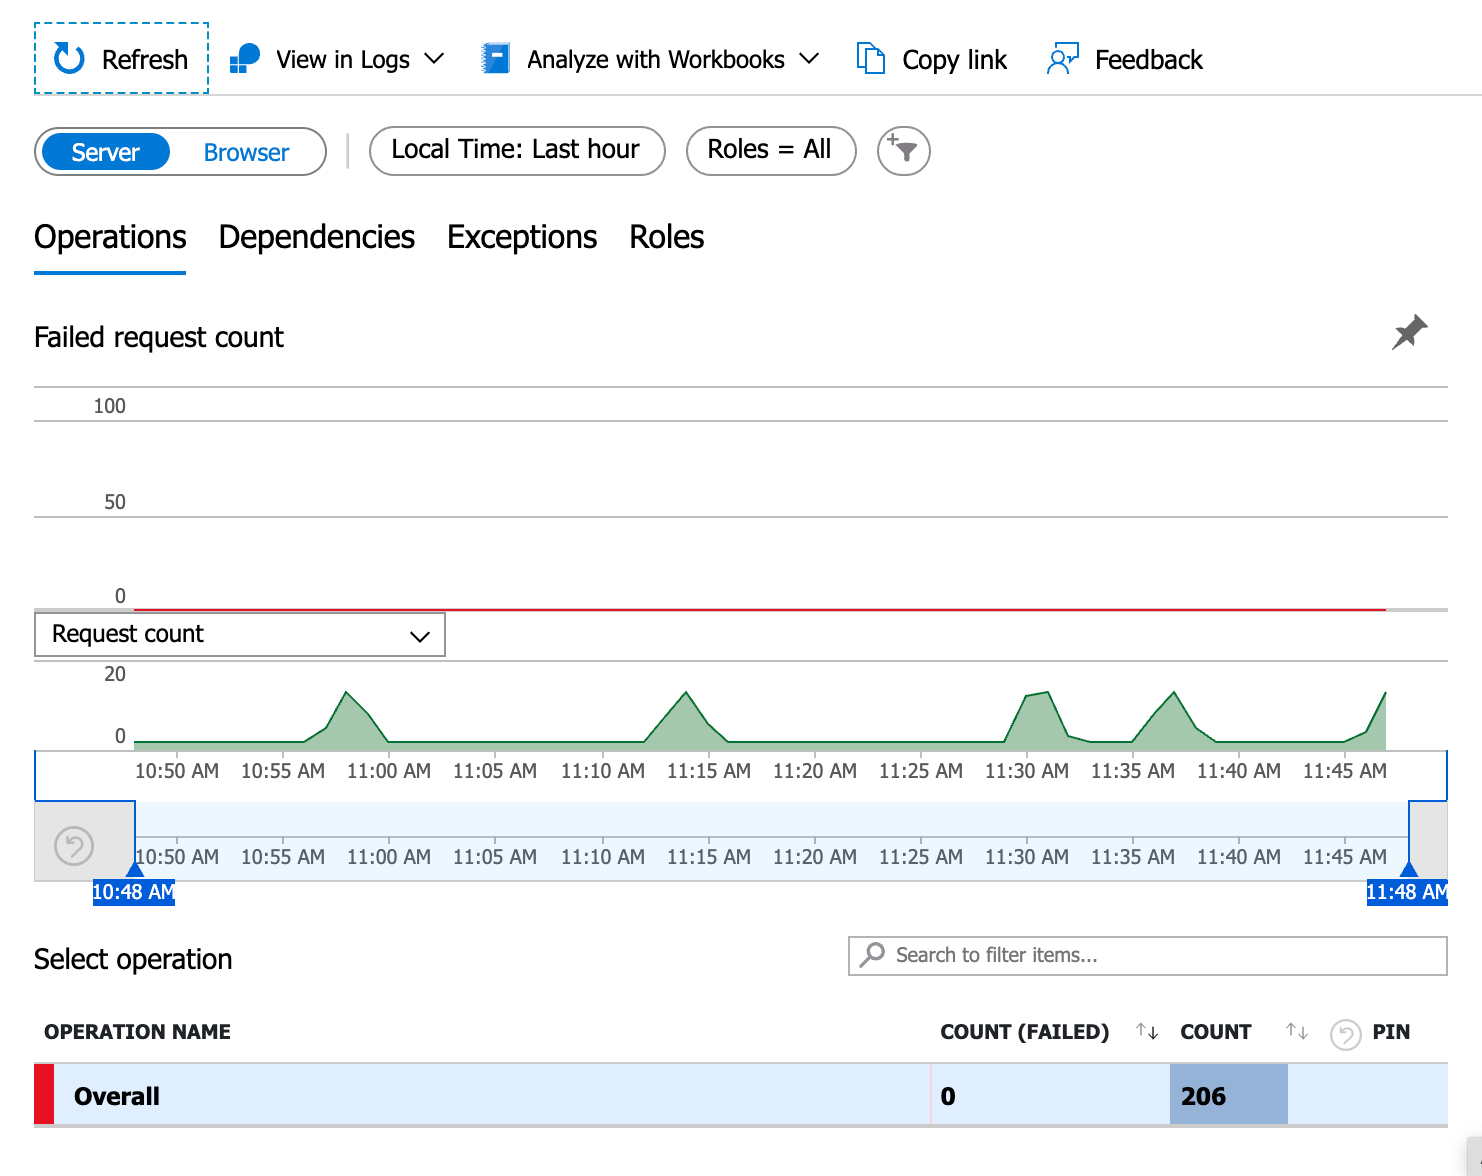 Refresh View in Logs Analyze with Workbooks Copy link Feedback
Server Browser Local Time: Last hour Roles = All
Operations Dependencies Exceptions Roles
Failed request count
100
50
0
Request count
20
0
10:50 AM 10:55 AM 11:00 AM 11:05 AM 11:10 AM 11:15 AM 11:20 AM 11:25 AM 11:30 AM 11:35 AM 11:40 AM 11:45 AM
10:50 AM 10:55 AM 11:00 AM 11:05 AM 11:10 AM 11:15 AM 11:20 AM 11:25 AM 11:30 AM 11:35 AM 11:40 AM 11:45 AM
10:48 AM 11:48 AM
Select operation Search to filter items...
OPERATION NAME COUNT (FAILED) COUNT PIN
Overall 0 206